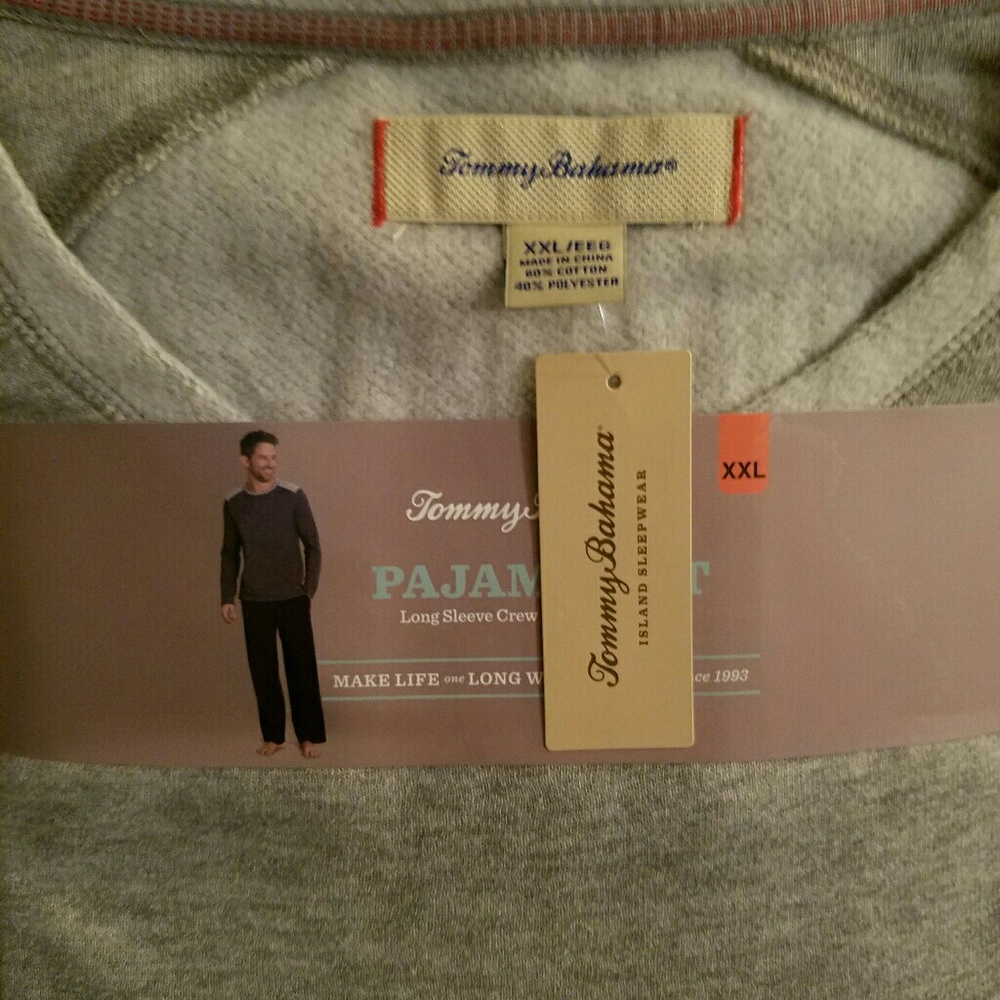 Tommy Bahama®
XXL/EEG
MADE IN CHINA
60% COTTON
40% POLYESTER
XXL
Tommy
PAJAM T
Long Sleeve Crew
MAKE LIFE one LONG W ce 1993
Tommy Bahama®
ISLAND SLEEPWEAR